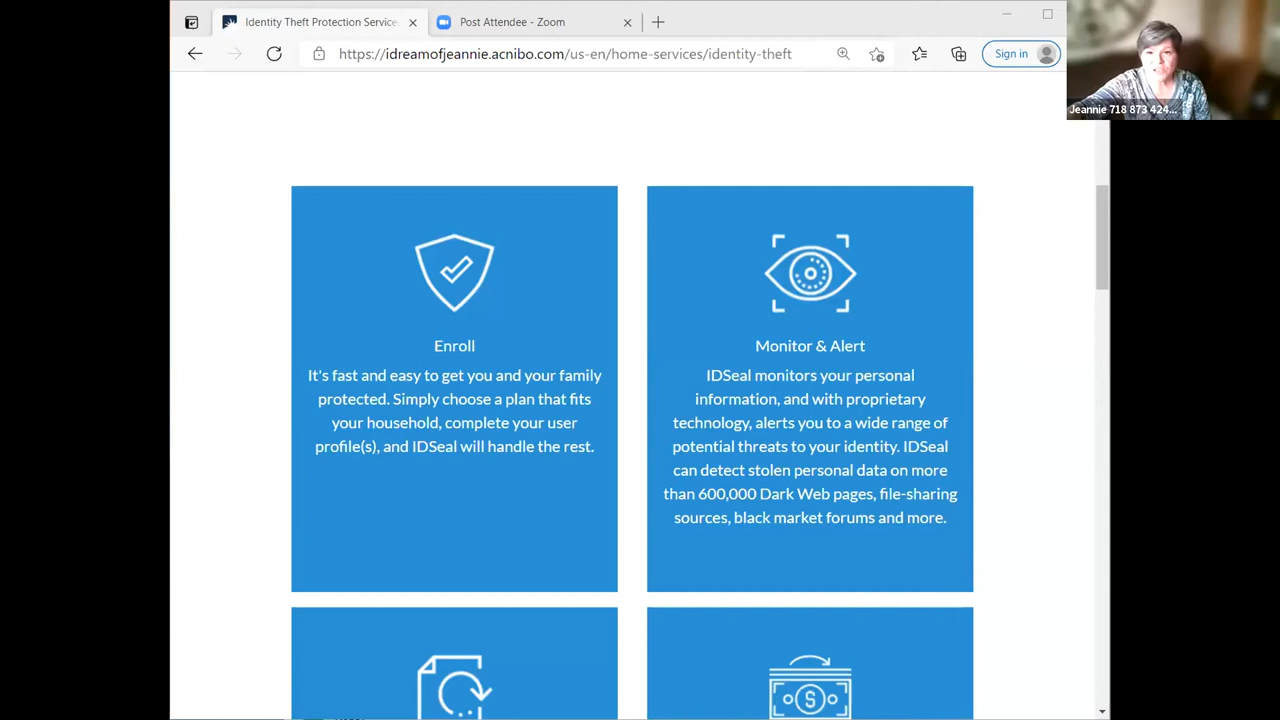 Identity Theft Protection Service
Post Attendee - Zoom
https://idreamofjeannie.acnibo.com/us-en/home-services/identity-theft
Sign in
Jeannie 718 873 424...
Enroll
It's fast and easy to get you and your family
protected. Simply choose a plan that fits
your household, complete your user
profile(s), and IDSeal will handle the rest.
Monitor & Alert
IDSeal monitors your personal
information, and with proprietary
technology, alerts you to a wide range of
potential threats to your identity. IDSeal
can detect stolen personal data on more
than 600,000 Dark Web pages, file-sharing
sources, black market forums and more.